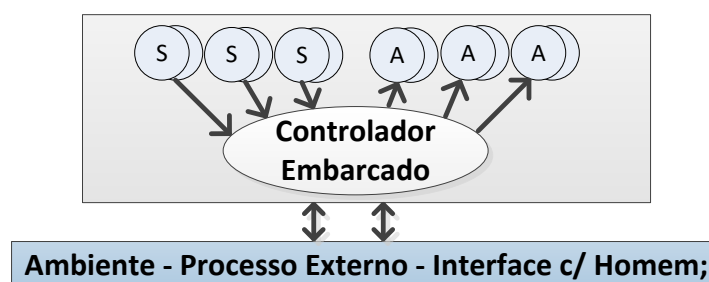 S S S A A A
Controlador
Embarcado
Ambiente - Processo Externo - Interface c/ Homem;